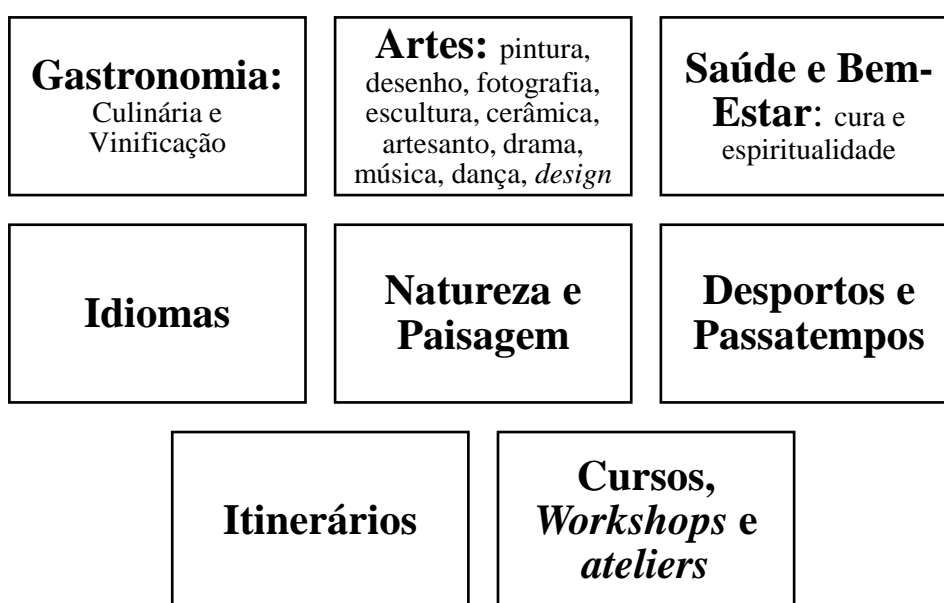 Gastronomia:
Culinária e
Vinificação
Artes: pintura,
desenho, fotografia,
escultura, cerâmica,
artesanto, drama,
música, dança, design
Saúde e Bem-
Estar: cura e
espiritualidade
Idiomas
Natureza e
Paisagem
Desportos e
Passatempos
Itinerários
Cursos,
Workshops e
ateliers